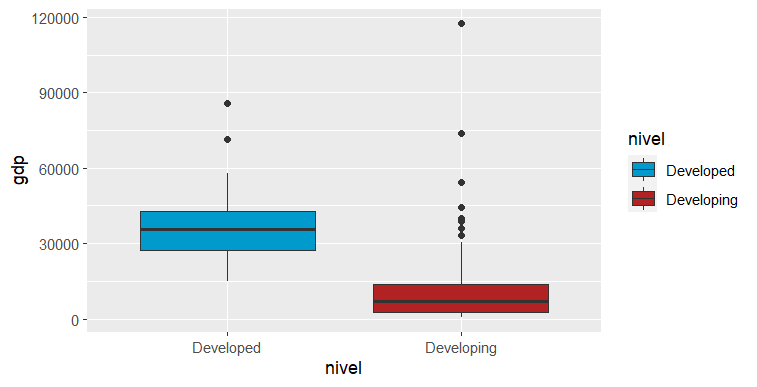 120000
90000
60000
30000
0
gdp
Developed
Developing
nivel
nivel
Developed
Developing